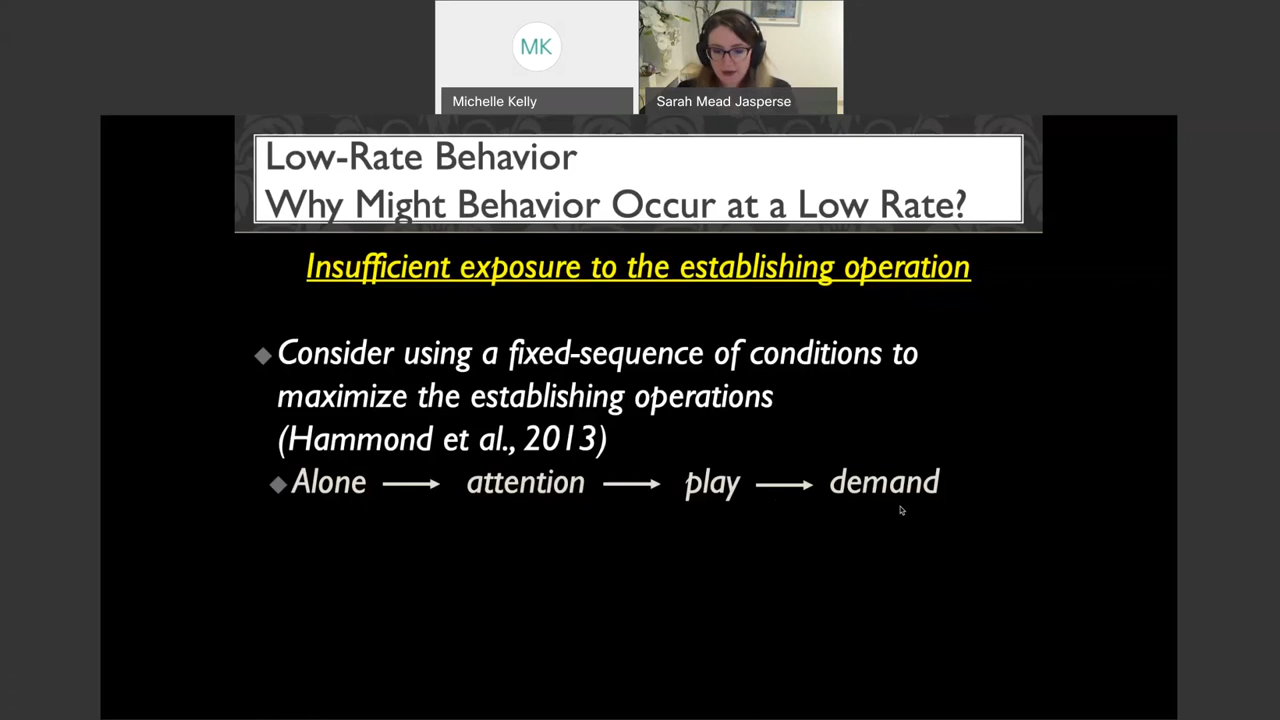 MK
Michelle Kelly
Sarah Mead Jasperse
Low-Rate Behavior
Why Might Behavior Occur at a Low Rate?
Insufficient exposure to the establishing operation
Consider using a fixed-sequence of conditions to
maximize the establishing operations
(Hammond et al., 2013)
Alone → attention → play → demand